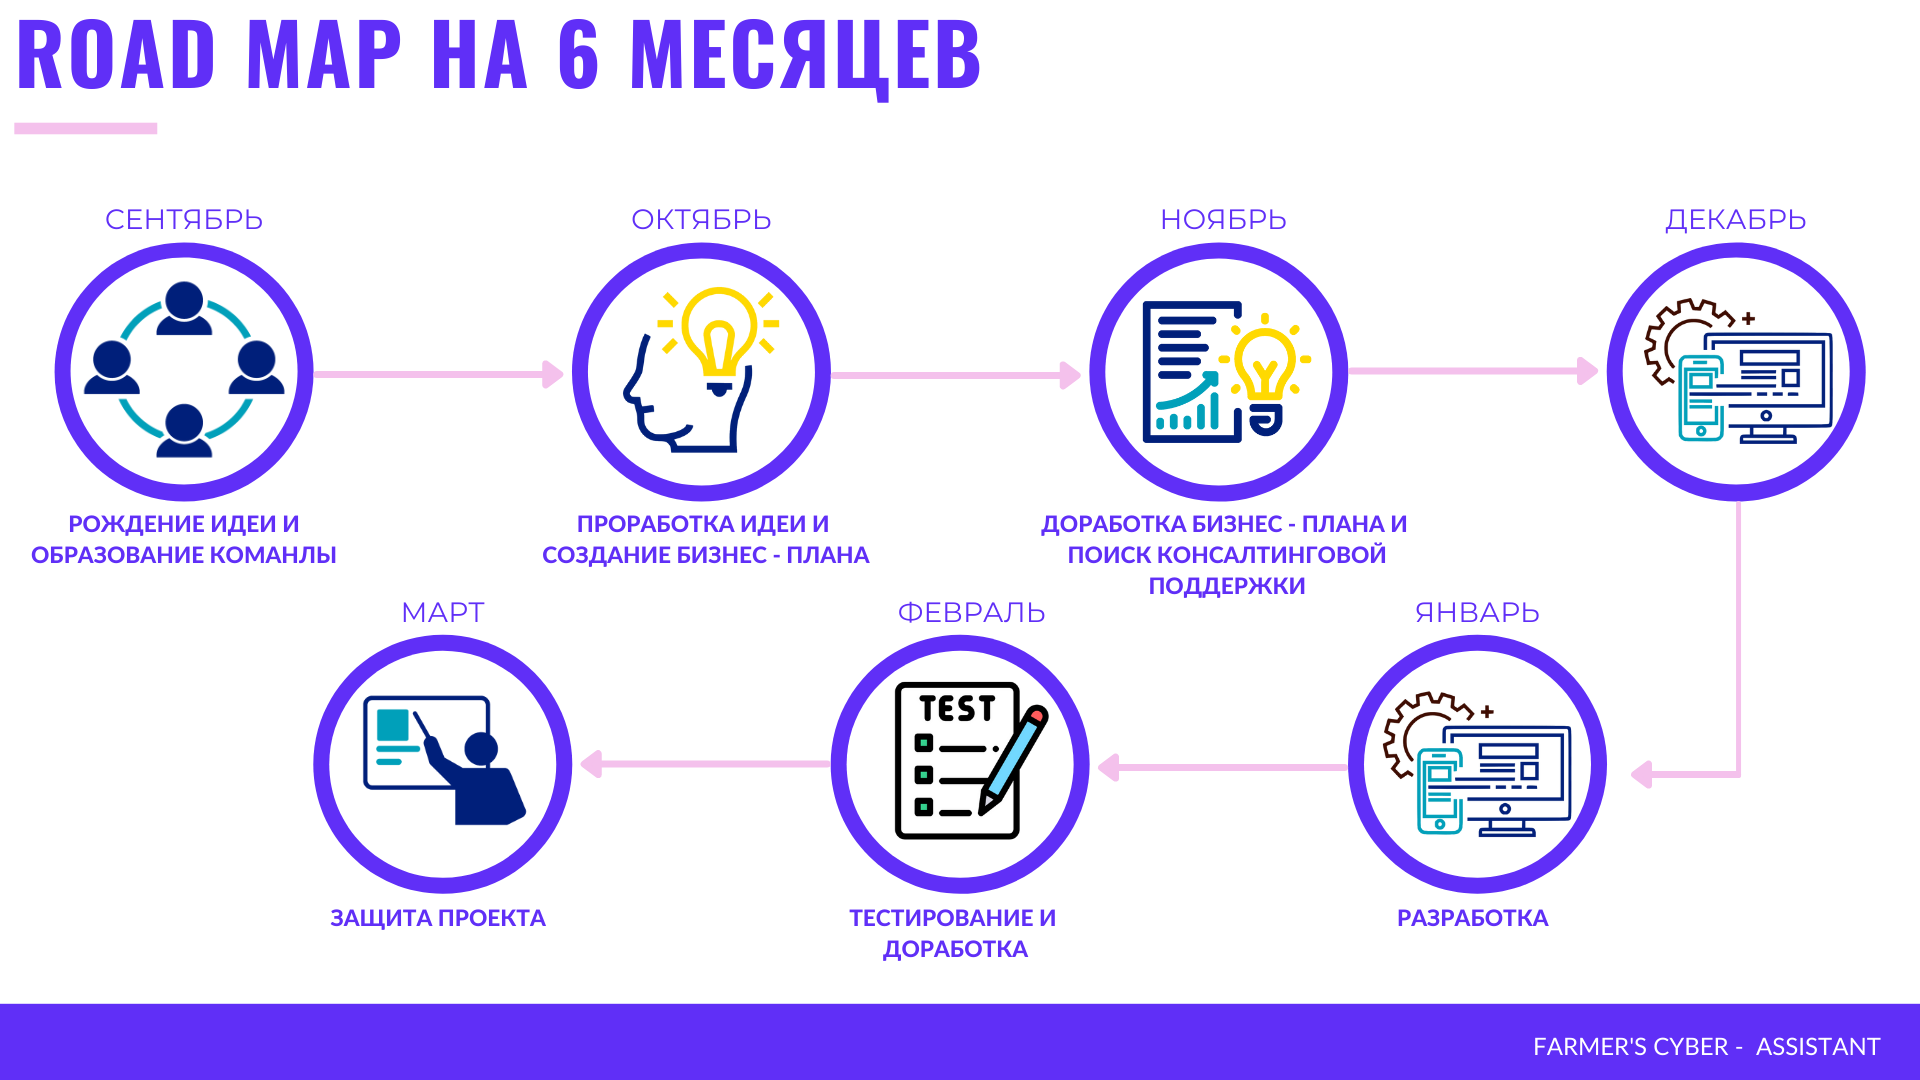 ROAD MAP НА 6 МЕСЯЦЕВ
СЕНТЯБРЬ
РОЖДЕНИЕ ИДЕИ И
ОБРАЗОВАНИЕ КОМАНЛЫ
ОКТЯБРЬ
ПРОРАБОТКА ИДЕИ И
СОЗДАНИЕ БИЗНЕС - ПЛАНА
НОЯБРЬ
ДОРАБОТКА БИЗНЕС - ПЛАНА И
ПОИСК КОНСАЛТИНГОВОЙ
ПОДДЕРЖКИ
ДЕКАБРЬ
ЯНВАРЬ
РАЗРАБОТКА
ФЕВРАЛЬ
TEST
ТЕСТИРОВАНИЕ И
ДОРАБОТКА
МАРТ
ЗАЩИТА ПРОЕКТА
FARMER'S CYBER - ASSISTANT